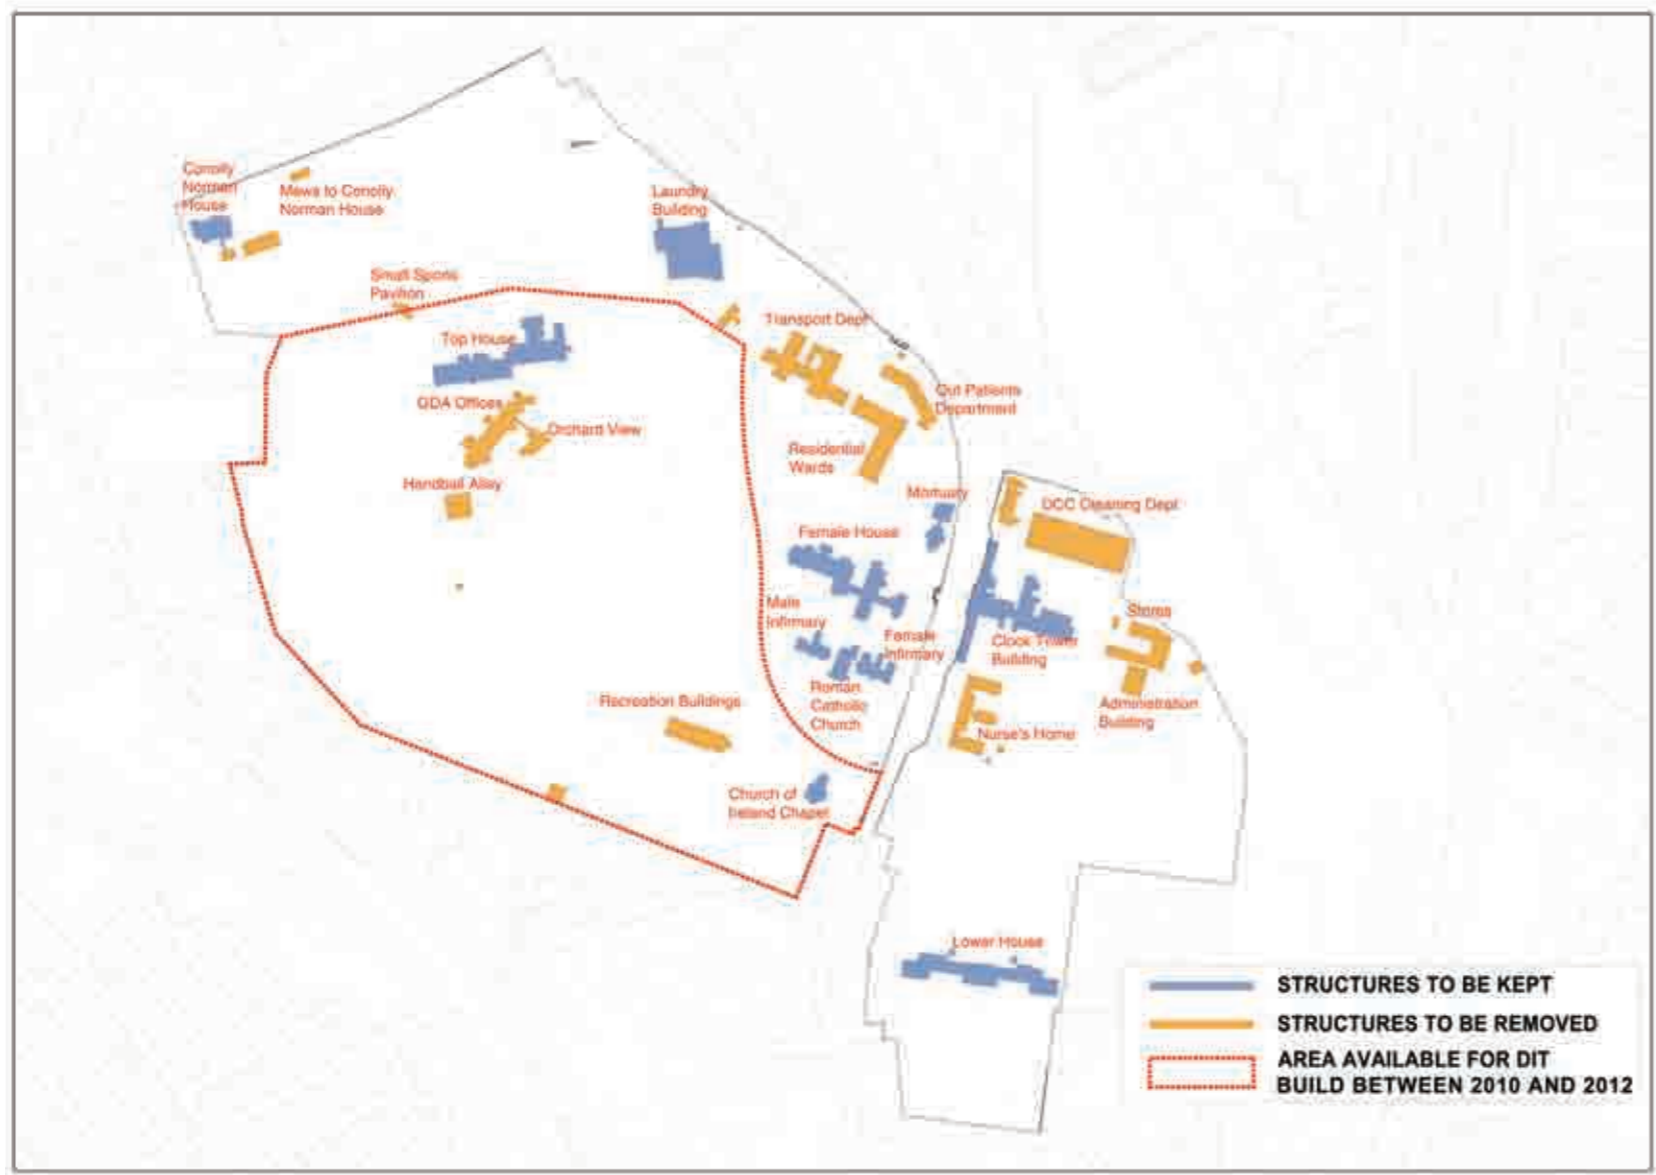 Conolly
Norman
House
Mews to Conolly
Norman House
Laundry
Building
Small Sports
Pavilion
Transport Dept
Top House
GDA Offices
Orchard View
Out Patients
Department
Residential
Wards
Handball Alley
Mortuary
DCC Cleaning Dept
Female House
Male
Infirmary
Female
Infirmary
Clock Tower
Building
Stores
Roman
Catholic
Church
Recreation Buildings
Administration
Building
Nurse's Home
Church of
Ireland Chapel
Lower House
STRUCTURES TO BE KEPT
STRUCTURES TO BE REMOVED
AREA AVAILABLE FOR DIT
BUILD BETWEEN 2010 AND 2012